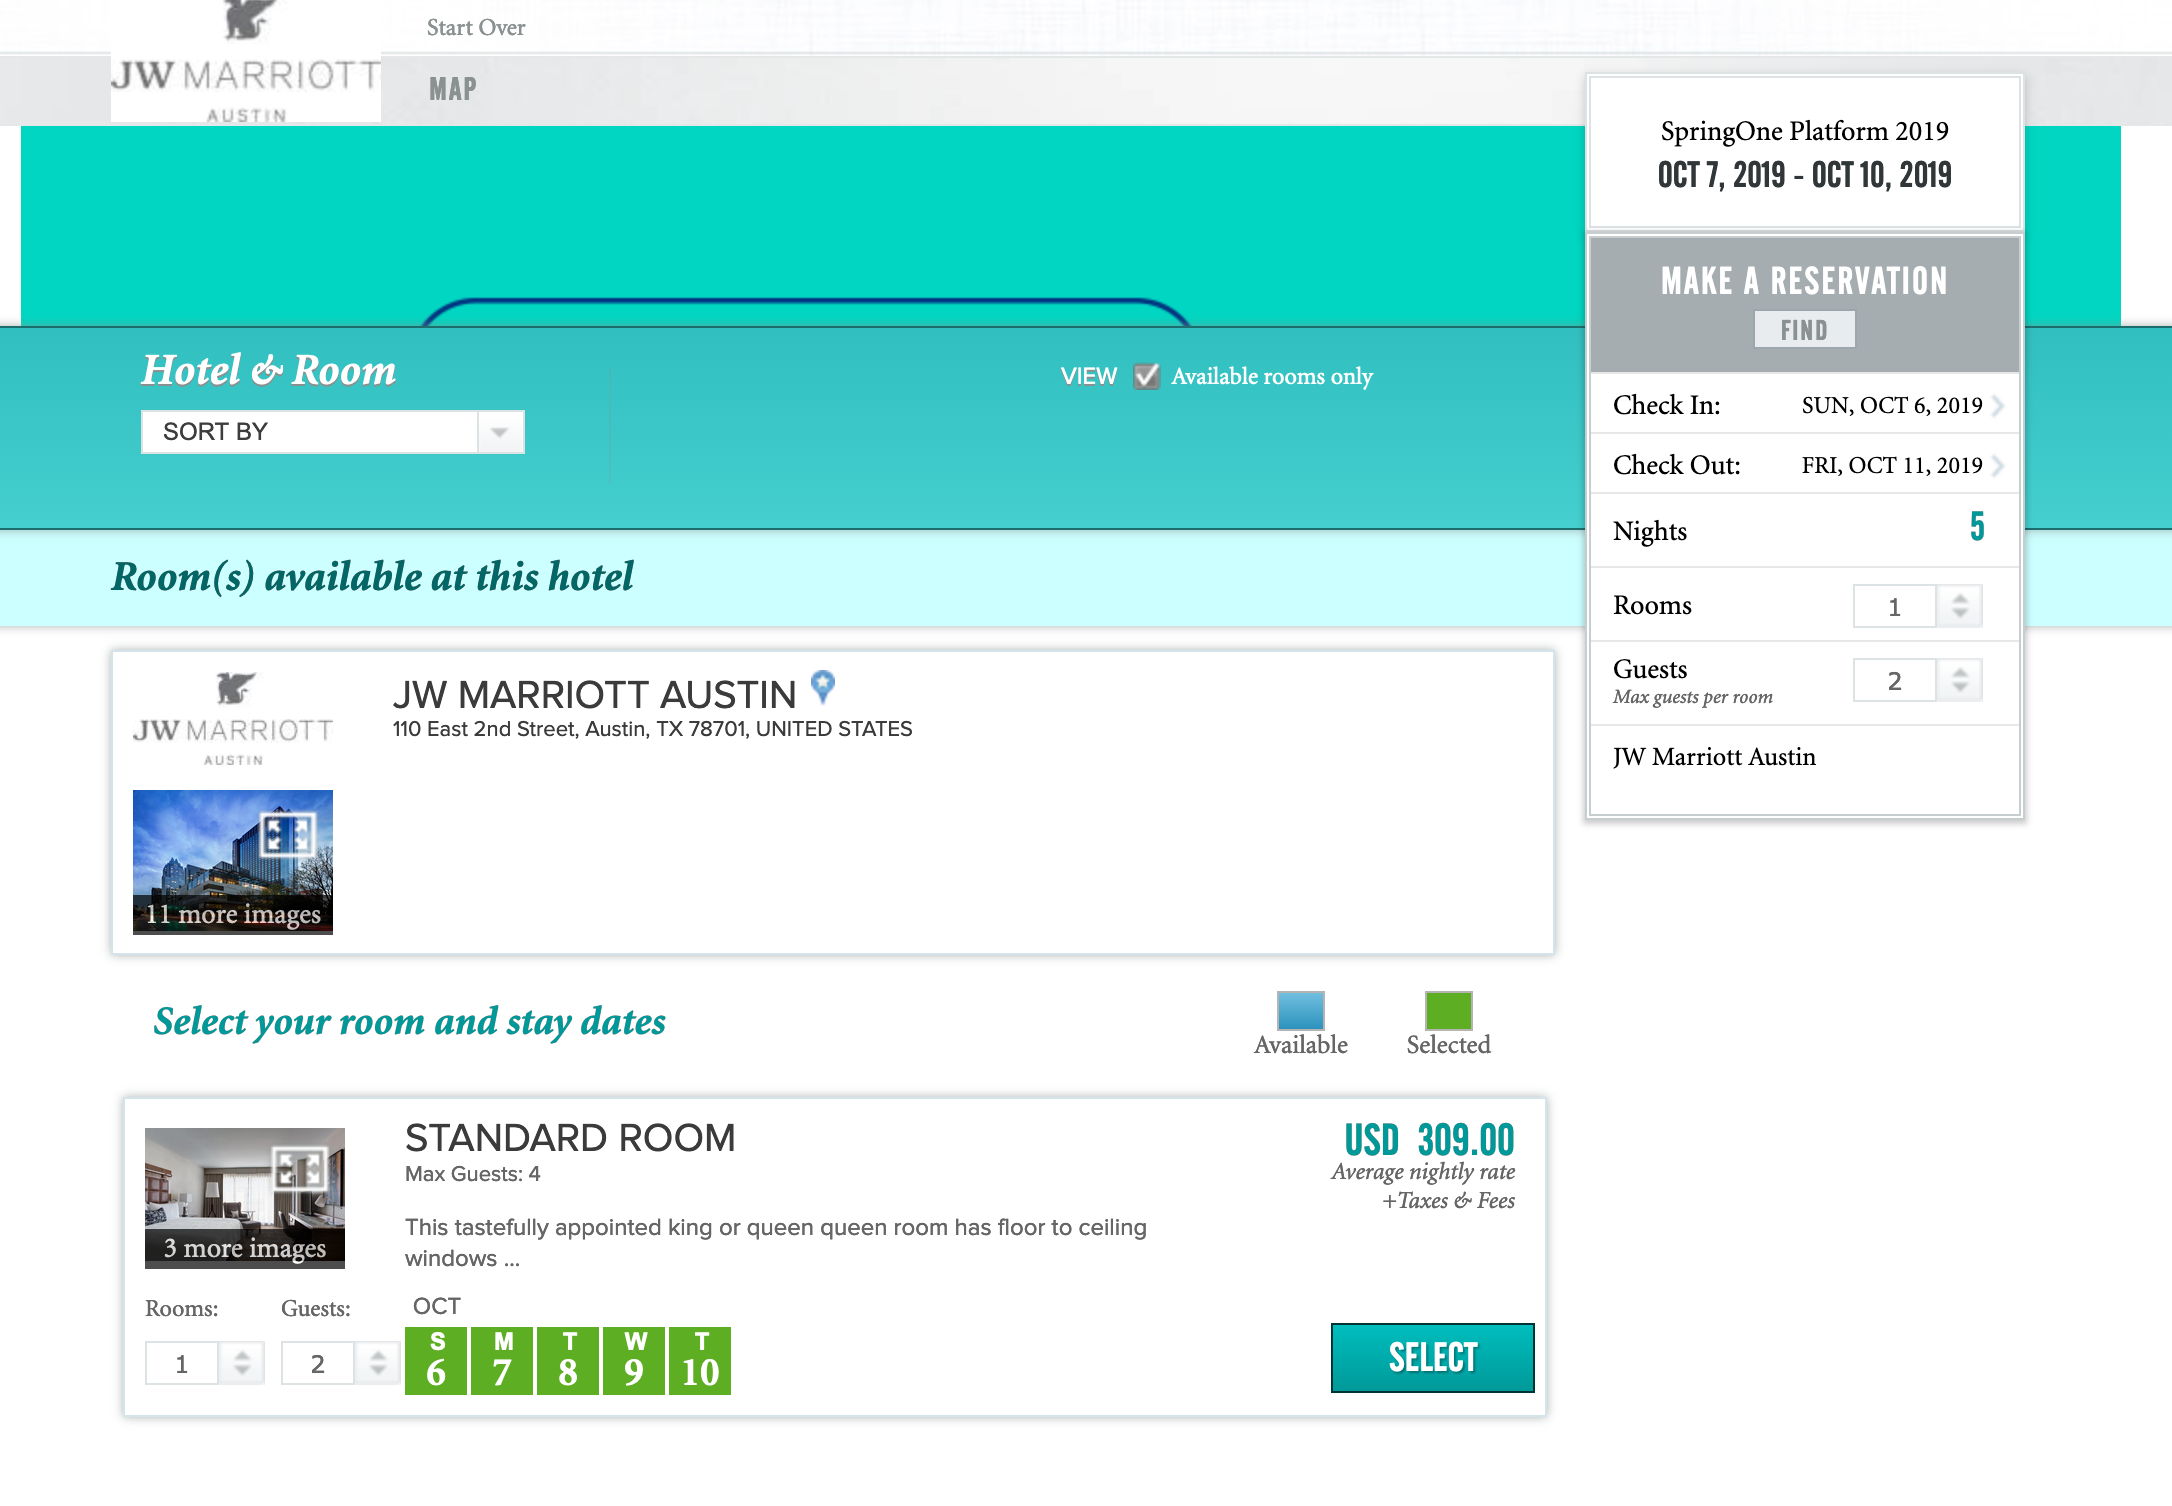 Start Over
JW MARRIOTT
AUSTIN
MAP
SpringOne Platform 2019
OCT 7, 2019 - OCT 10, 2019
MAKE A RESERVATION
FIND
Check In: SUN, OCT 6, 2019
Check Out: FRI, OCT 11, 2019
Nights 5
Rooms 1
Guests 2
Max guests per room
JW Marriott Austin
Hotel & Room
SORT BY
VIEW Available rooms only
Room(s) available at this hotel
JW MARRIOTT
AUSTIN
JW MARRIOTT AUSTIN
110 East 2nd Street, Austin, TX 78701, UNITED STATES
11 more images
Select your room and stay dates
Available
Selected
STANDARD ROOM
Max Guests: 4
This tastefully appointed king or queen queen room has floor to ceiling
windows ...
USD 309.00
Average nightly rate
+Taxes & Fees
3 more images
Rooms: Guests: OCT
1 2
S M T W T
6 7 8 9 10
SELECT